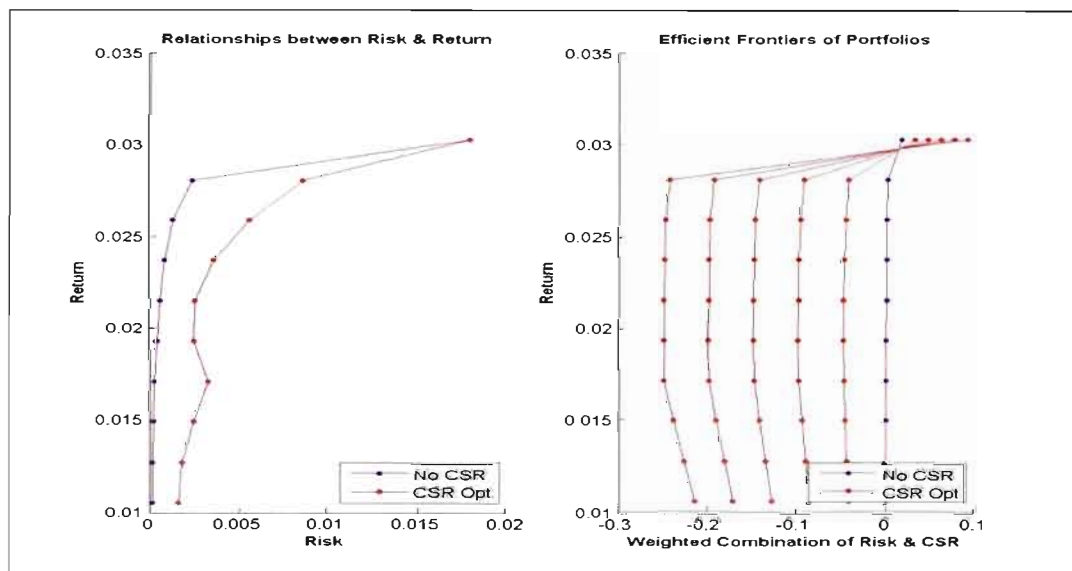 Relationships between Risk & Return
0.035
0.03
0.025
0.02
0.015
0.01
Return
0
0.005
0.01
0.015
0.02
Risk
No CSR
CSR Opt
Efficient Frontiers of Portfolios
0.035
0.03
0.025
0.02
0.015
0.01
Return
-0.3
-0.2
-0.1
0
0.1
Weighted Combination of Risk & CSR
No CSR
CSR Opt